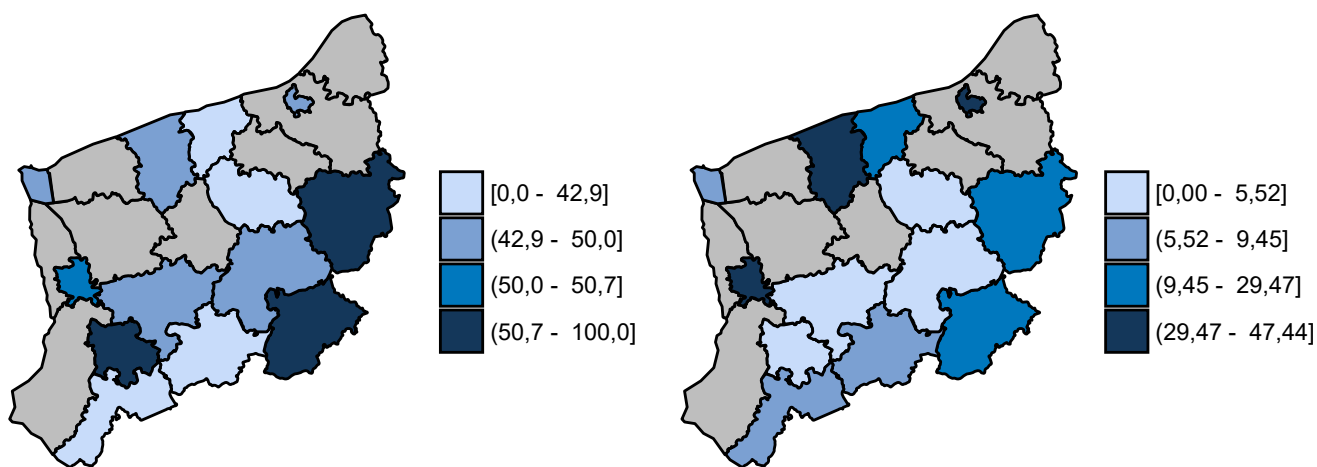 [0,0 - 42,9]
(42,9 - 50,0]
(50,0 - 50,7]
(50,7 - 100,0]
[0,00 - 5,52]
(5,52 - 9,45]
(9,45 - 29,47]
(29,47 - 47,44]